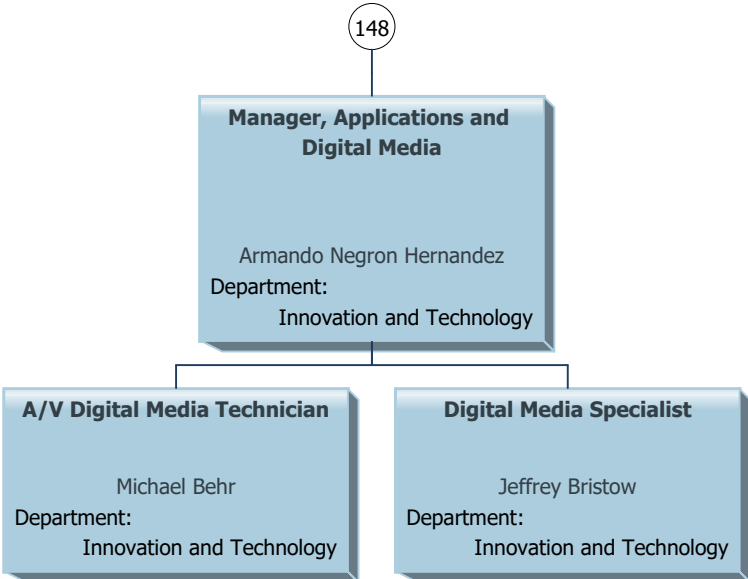 148
Manager, Applications and
Digital Media
Armando Negron Hernandez
Department:
Innovation and Technology
A/V Digital Media Technician
Michael Behr
Department:
Innovation and Technology
Digital Media Specialist
Jeffrey Bristow
Department:
Innovation and Technology